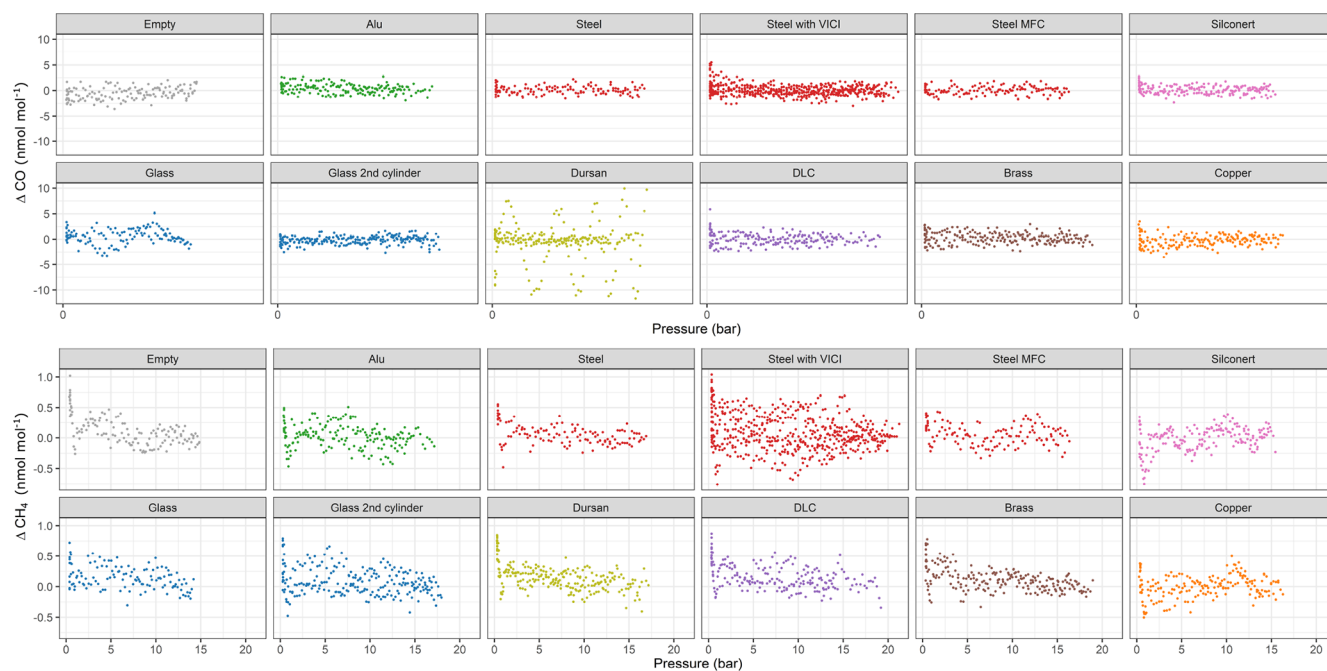 Empty Alu Steel Steel with VICI Steel MFC Silconert
10
5
0
-5
-10
Glass Glass 2nd cylinder Dursan DLC Brass Copper
10
5
0
-5
-10
Δ CO (nmol mol⁻¹)
0 0 0 0 0 0
Pressure (bar)
Empty Alu Steel Steel with VICI Steel MFC Silconert
1.0
0.5
0.0
-0.5
Glass Glass 2nd cylinder Dursan DLC Brass Copper
1.0
0.5
0.0
-0.5
Δ CH₄ (nmol mol⁻¹)
0 5 10 15 20 0 5 10 15 20 0 5 10 15 20 0 5 10 15 20 0 5 10 15 20 0 5 10 15 20
Pressure (bar)